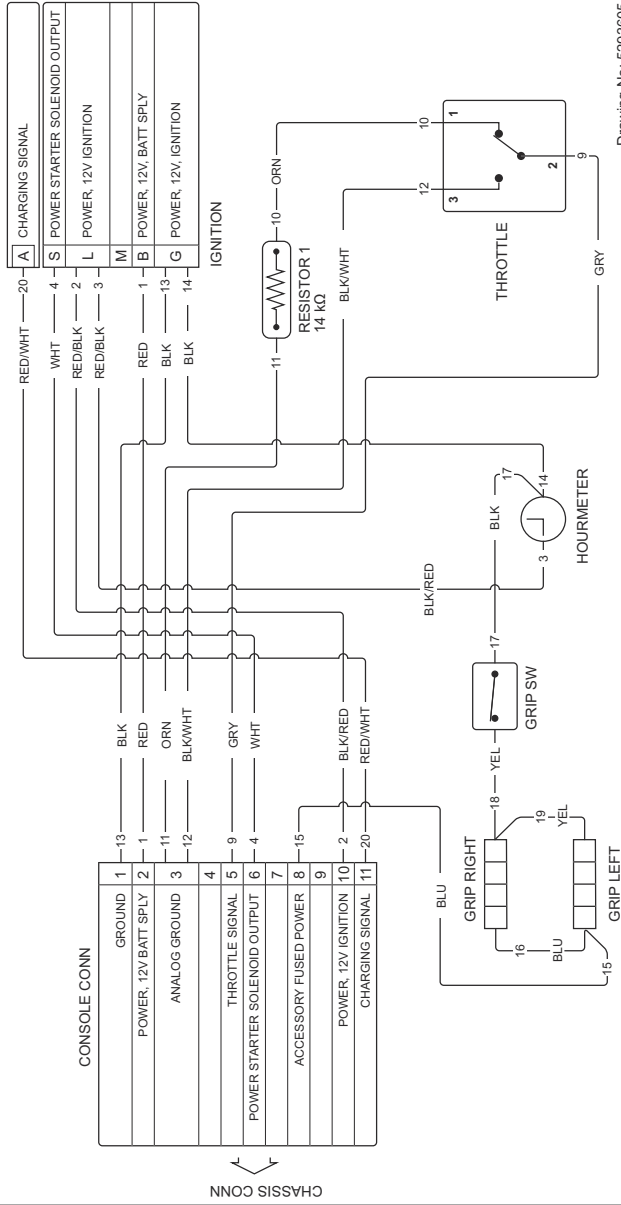 CHASSIS CONN
CONSOLE CONN
GROUND 1
POWER, 12V BATT SPLY 2
ANALOG GROUND 3
4
THROTTLE SIGNAL 5
POWER STARTER SOLENOID OUTPUT 6
7
ACCESSORY FUSED POWER 8
9
POWER, 12V IGNITION 10
CHARGING SIGNAL 11
13 BLK
1 RED
11 ORN
12 BLK/WHT
9 GRY
4 WHT
15
2 BLK/RED
20 RED/WHT
RED/WHT 20 A CHARGING SIGNAL
WHT 4 S POWER STARTER SOLENOID OUTPUT
RED/BLK 2 L POWER, 12V IGNITION
RED/BLK 3
M
RED 1 B POWER, 12V, BATT SPLY
BLK 13 G POWER, 12V, IGNITION
BLK 14
IGNITION
11
RESISTOR 1
14 kΩ
10 ORN 10
BLK/WHT 12
1
3
2
THROTTLE
9
GRY
BLU
GRIP RIGHT
16
BLU
18 YEL
19
YEL
GRIP LEFT
15
GRIP SW
17
BLK
17
BLK/RED
3
14
HOURMETER